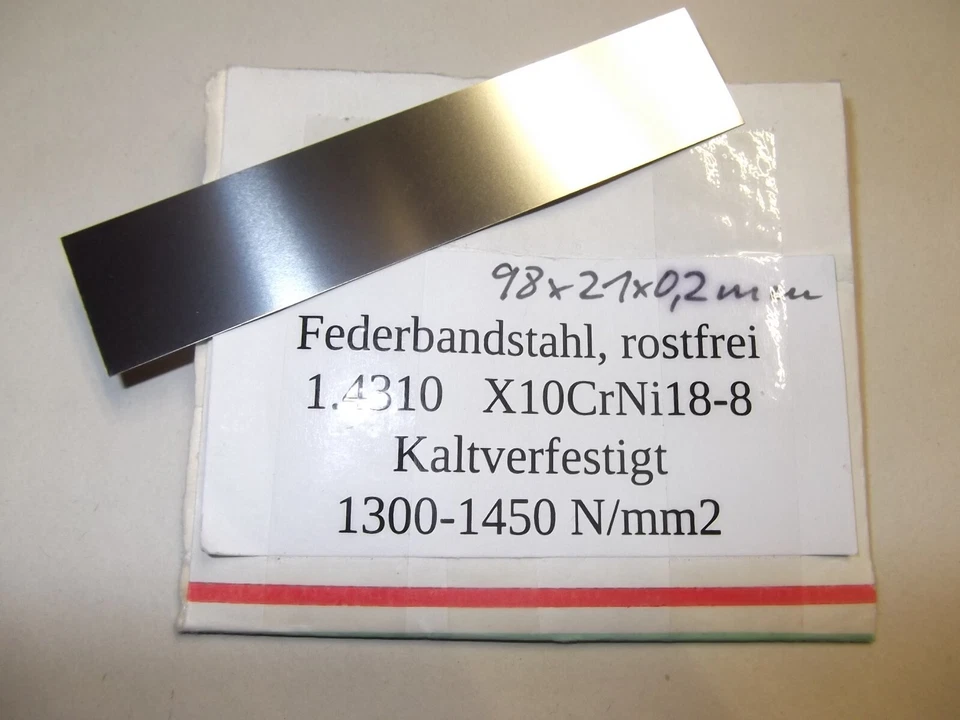 98x21x0,2mm
Federbandstahl, rostfrei
1.4310 X10CrNi18-8
Kaltverfestigt
1300-1450 N/mm2